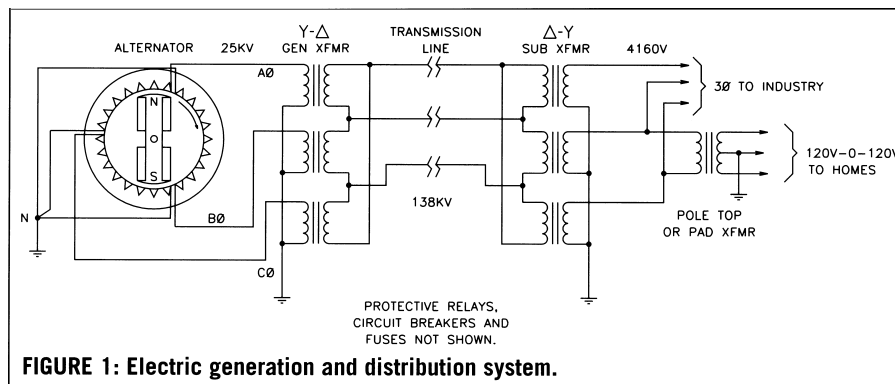 ALTERNATOR
25KV
Y-Δ
GEN XFMR
TRANSMISSION
LINE
Δ-Y
SUB XFMR
4160V
AØ
3Ø TO INDUSTRY
N
S
120V-0-120V
TO HOMES
138KV
N
BØ
POLE TOP
OR PAD XFMR
CØ
PROTECTIVE RELAYS,
CIRCUIT BREAKERS AND
FUSES NOT SHOWN.
FIGURE 1: Electric generation and distribution system.